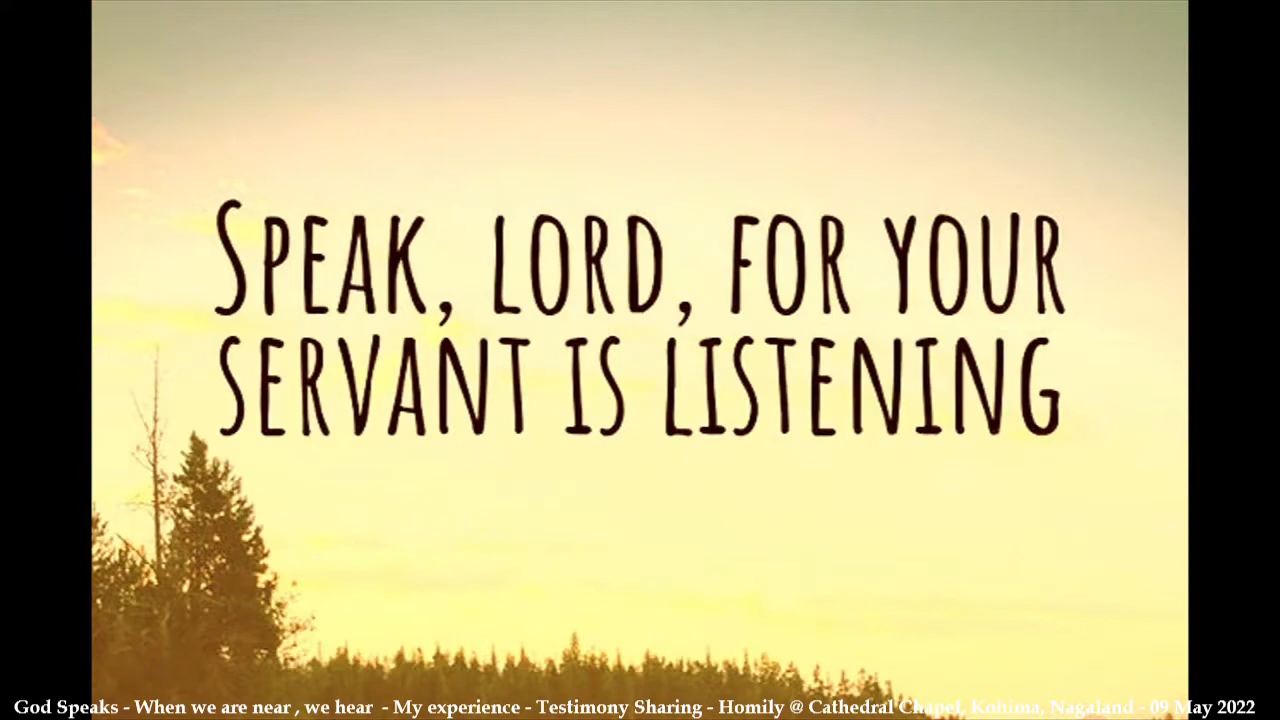 SPEAK, LORD, FOR YOUR
SERVANT IS LISTENING
God Speaks - When we are near , we hear - My experience - Testimony Sharing - Homily @ Cathedral Chapel, Kohima, Nagaland - 09 May 2022